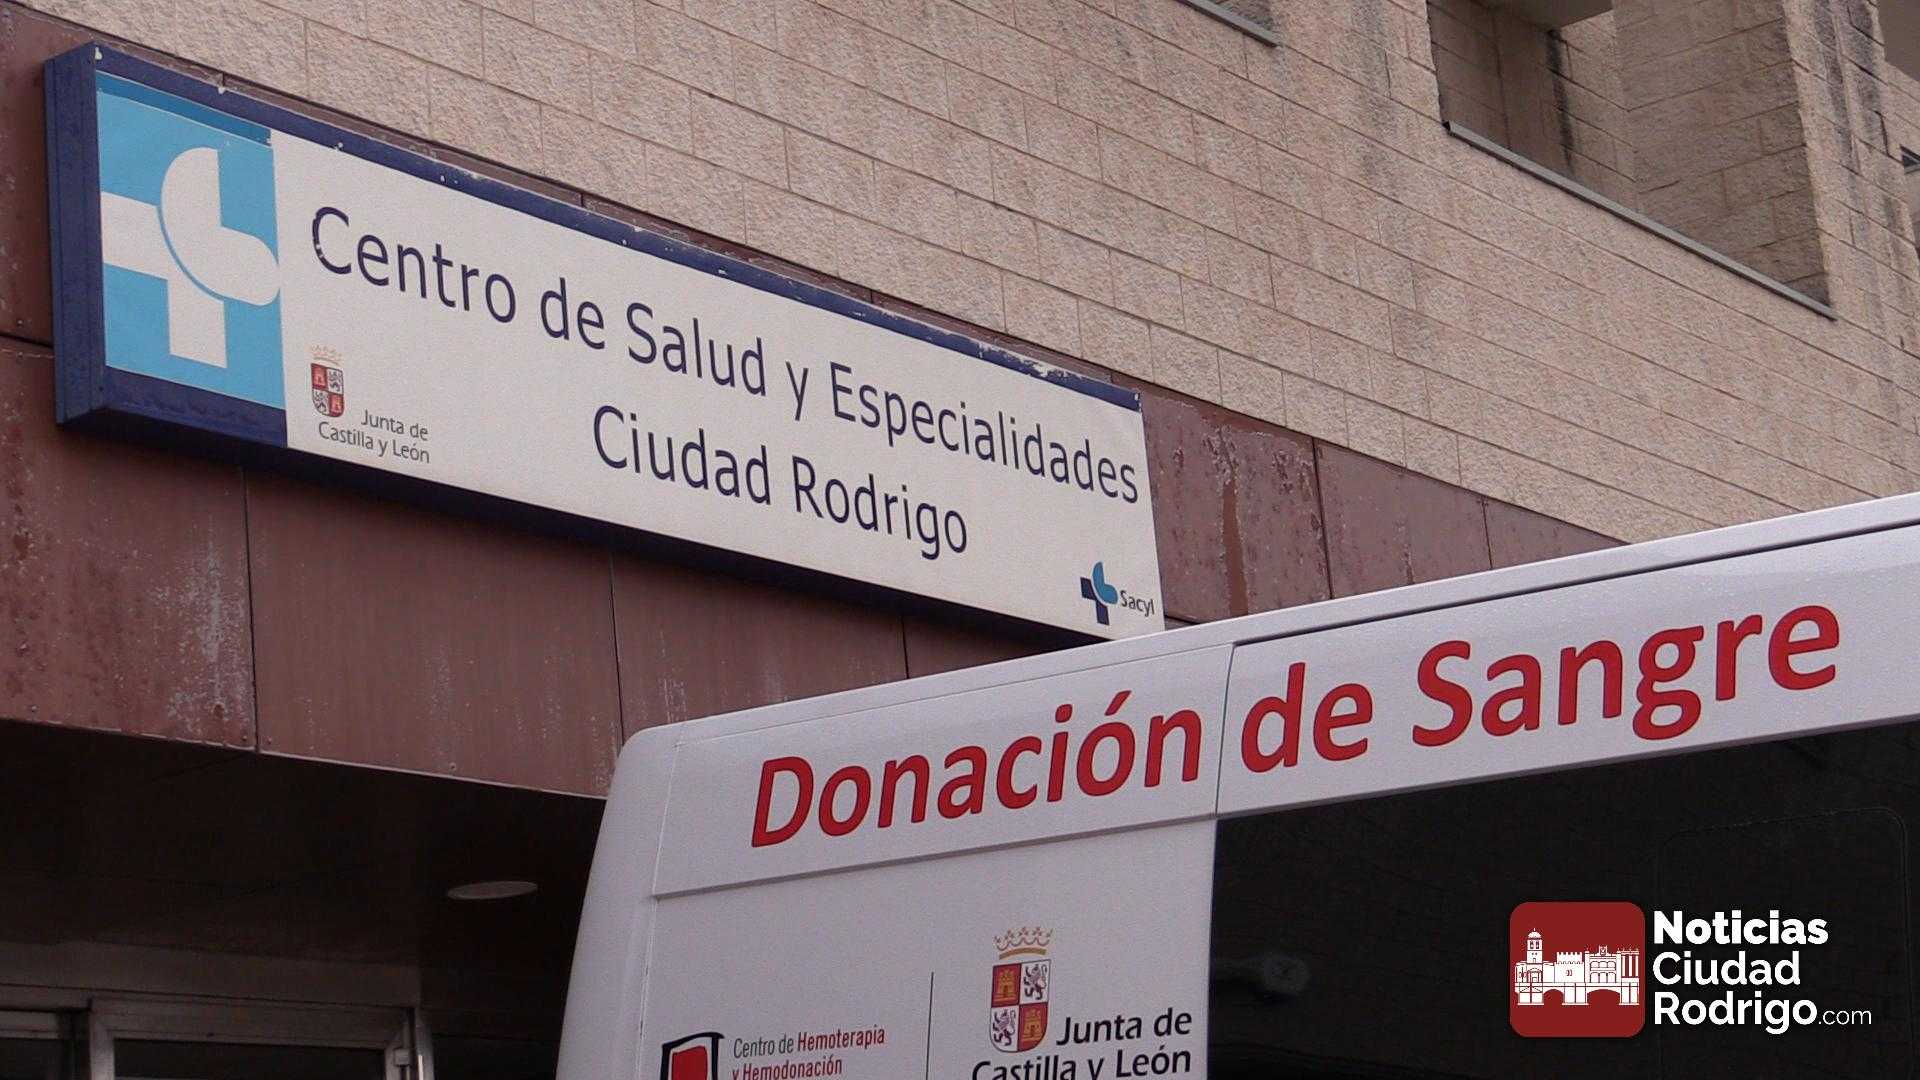 Centro de Salud y Especialidades
Ciudad Rodrigo
Junta de
Castilla y León
Sacyl
Donación de Sangre
Centro de Hemoterapia
y Hemodonación
Junta de
Castilla y León
Noticias
Ciudad
Rodrigo.com